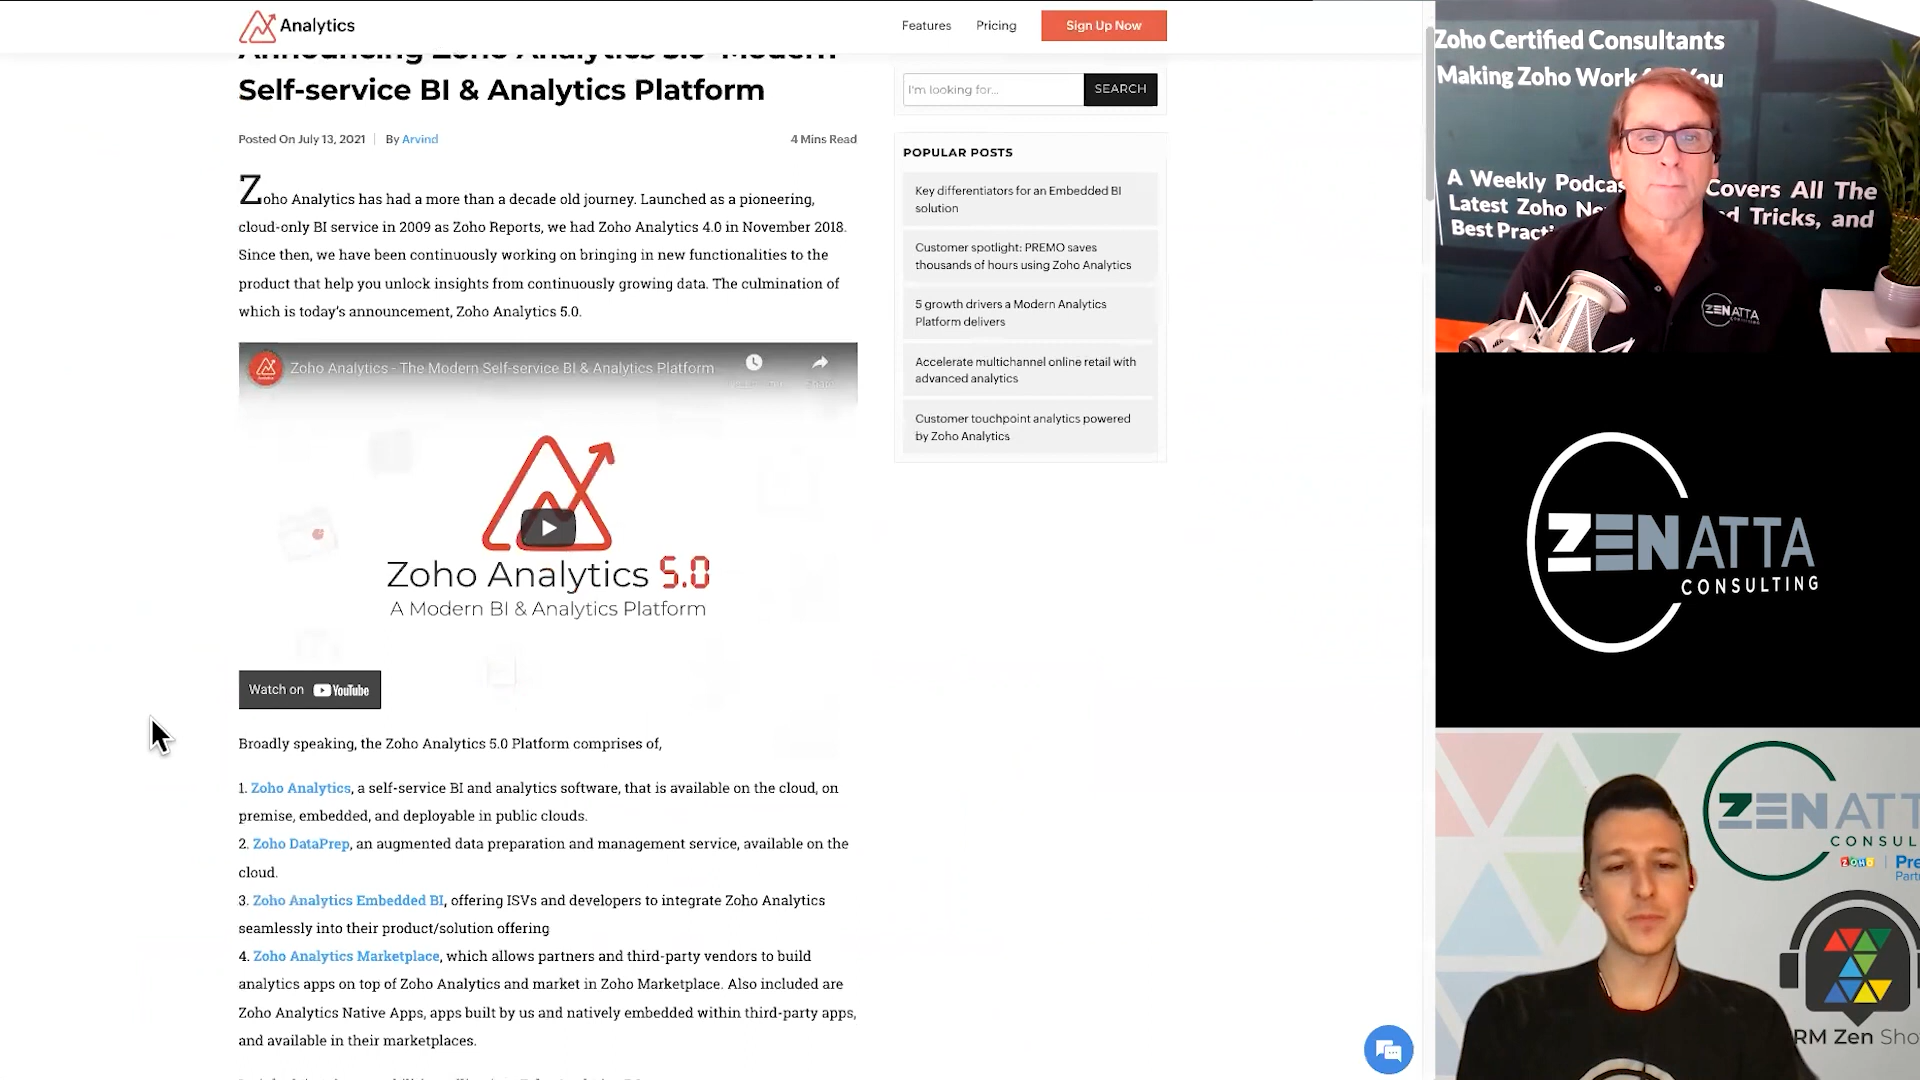 Analytics
Features
Pricing
Sign Up Now
Announcing Zoho Analytics 5.0 Modern
Self-service BI & Analytics Platform
Posted On July 13, 2021
By Arvind
4 Mins Read
Zoho Analytics has had a more than a decade old journey. Launched as a pioneering,
cloud-only BI service in 2009 as Zoho Reports, we had Zoho Analytics 4.0 in November 2018.
Since then, we have been continuously working on bringing in new functionalities to the
product that help you unlock insights from continuously growing data. The culmination of
which is today's announcement, Zoho Analytics 5.0.
Zoho Analytics - The Modern Self-service BI & Analytics Platform
Zoho Analytics 5.0
A Modern BI & Analytics Platform
Watch on YouTube
Broadly speaking, the Zoho Analytics 5.0 Platform comprises of,
1. Zoho Analytics, a self-service BI and analytics software, that is available on the cloud, on
premise, embedded, and deployable in public clouds.
2. Zoho DataPrep, an augmented data preparation and management service, available on the
cloud.
3. Zoho Analytics Embedded BI, offering ISVs and developers to integrate Zoho Analytics
seamlessly into their product/solution offering
4. Zoho Analytics Marketplace, which allows partners and third-party vendors to build
analytics apps on top of Zoho Analytics and market in Zoho Marketplace. Also included are
Zoho Analytics Native Apps, apps built by us and natively embedded within third-party apps,
and available in their marketplaces.
I'm looking for...
SEARCH
POPULAR POSTS
Key differentiators for an Embedded BI
solution
Customer spotlight: PREMO saves
thousands of hours using Zoho Analytics
5 growth drivers a Modern Analytics
Platform delivers
Accelerate multichannel online retail with
advanced analytics
Customer touchpoint analytics powered
by Zoho Analytics
Zoho Certified Consultants
Making Zoho Work You
A Weekly Covers All The
Latest Zoho Tricks, and
Best
ZENATTA
ZENATTA
CONSULTING
ZENATT
CONSUL
ZOHO
RM Zen Sho